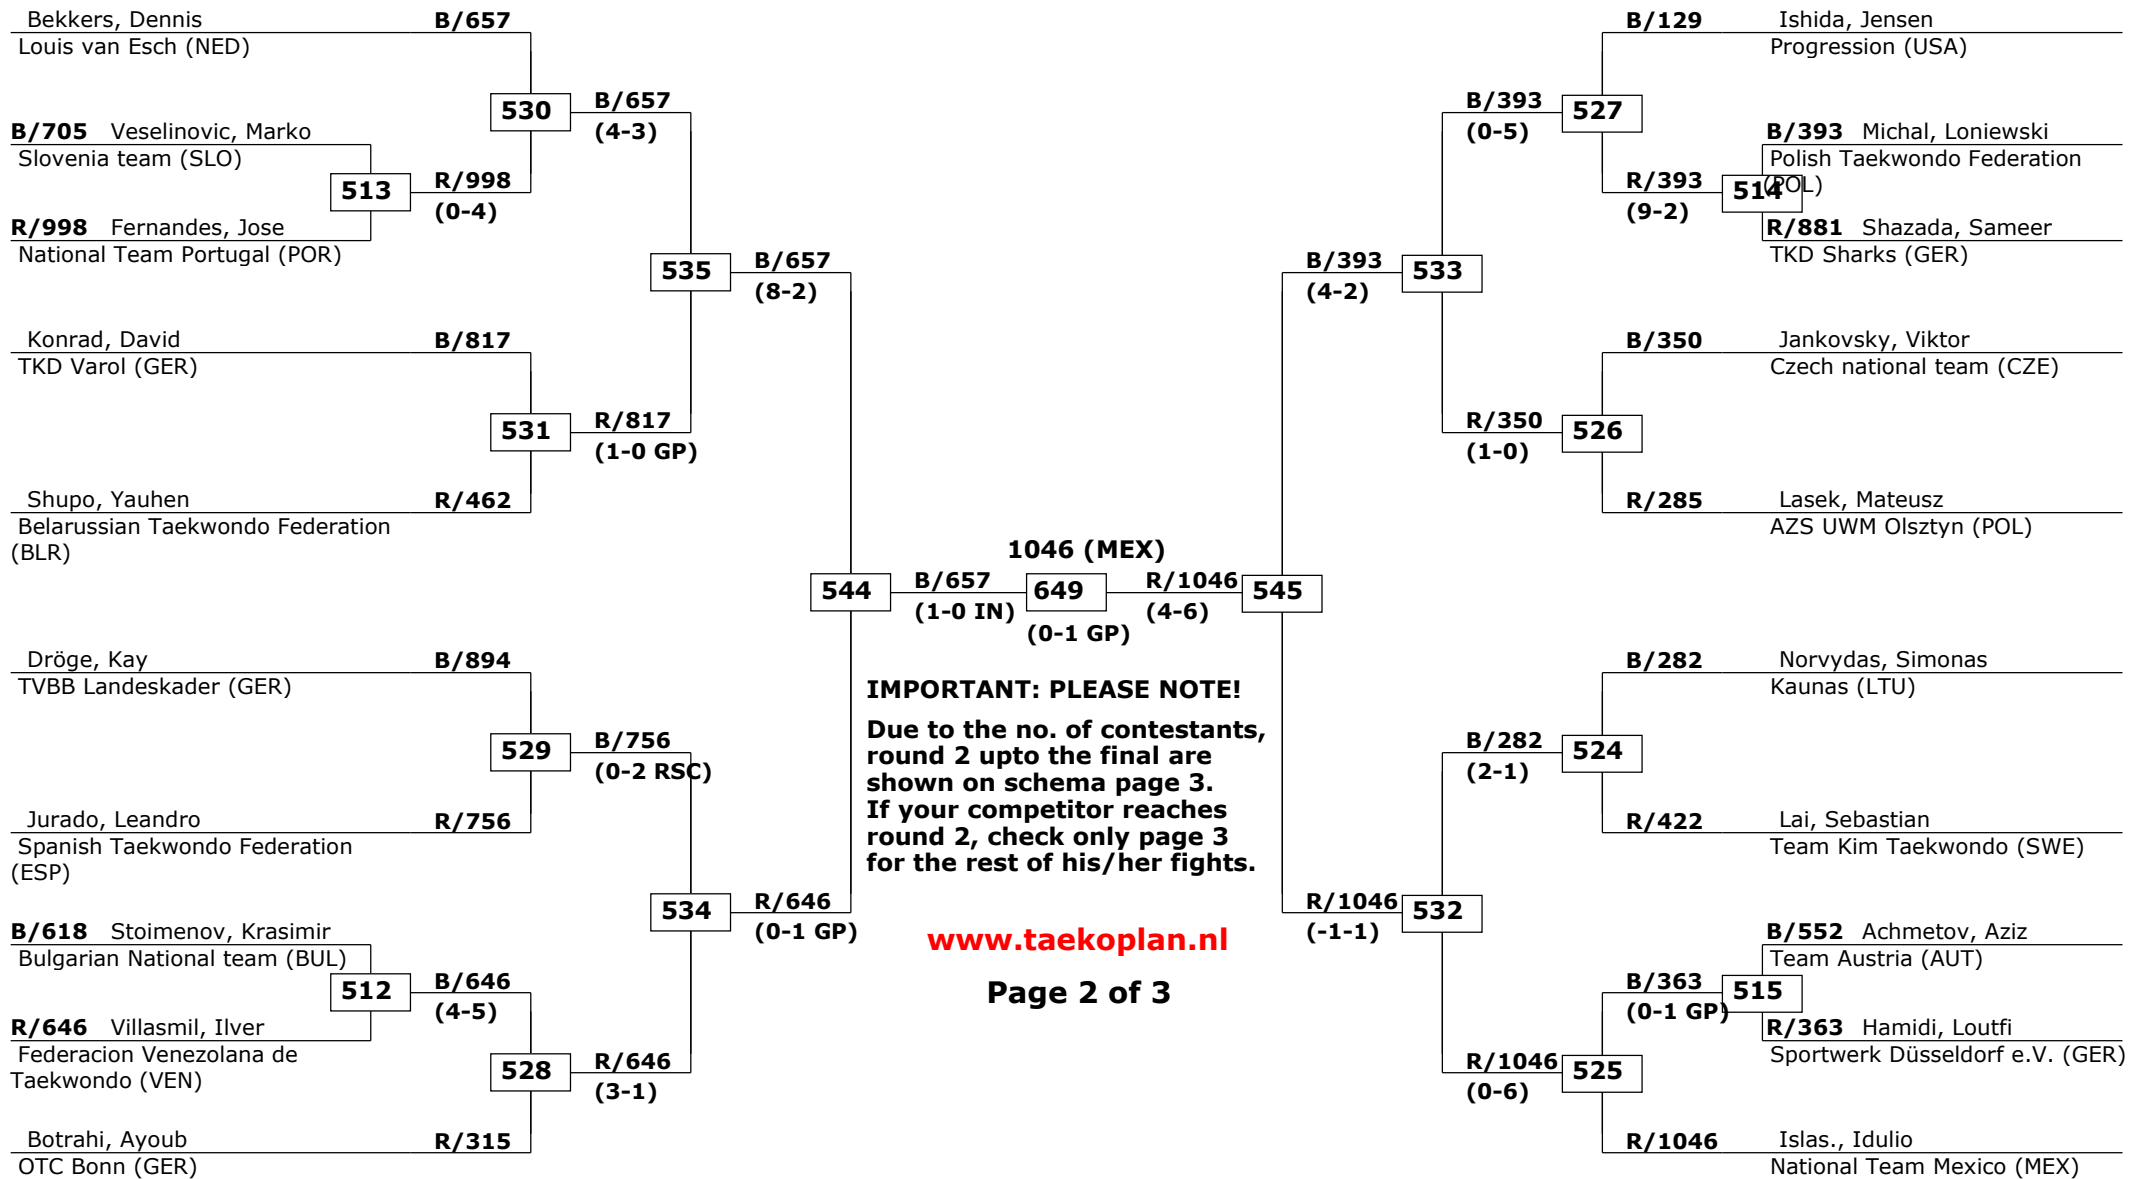 Bekkers, Dennis B/657
Louis van Esch (NED)
530 B/657
(4-3)
B/705 Veselinovic, Marko
Slovenia team (SLO)
513 R/998
(0-4)
R/998 Fernandes, Jose
National Team Portugal (POR)
535 B/657
(8-2)
Konrad, David B/817
TKD Varol (GER)
531 R/817
(1-0 GP)
Shupo, Yauhen R/462
Belarussian Taekwondo Federation
(BLR)
544 B/657
(1-0 IN)
Dröge, Kay B/894
TVBB Landeskader (GER)
529 B/756
(0-2 RSC)
Jurado, Leandro R/756
Spanish Taekwondo Federation
(ESP)
534 R/646
(0-1 GP)
B/618 Stoimenov, Krasimir
Bulgarian National team (BUL)
512 B/646
(4-5)
R/646 Villasmil, Ilver
Federacion Venezolana de
Taekwondo (VEN)
528 R/646
(3-1)
Botrahi, Ayoub R/315
OTC Bonn (GER)
1046 (MEX)
649
(0-1 GP)
IMPORTANT: PLEASE NOTE!
Due to the no. of contestants,
round 2 upto the final are
shown on schema page 3.
If your competitor reaches
round 2, check only page 3
for the rest of his/her fights.
www.taekoplan.nl
Page 2 of 3
B/129 Ishida, Jensen
Progression (USA)
B/393 527
(0-5)
B/393 Michal, Loniewski
Polish Taekwondo Federation
(POL)
R/393 514
(9-2)
R/881 Shazada, Sameer
TKD Sharks (GER)
B/393 533
(4-2)
B/350 Jankovsky, Viktor
Czech national team (CZE)
R/350 526
(1-0)
R/285 Lasek, Mateusz
AZS UWM Olsztyn (POL)
R/1046 545
(4-6)
B/282 Norvydas, Simonas
Kaunas (LTU)
B/282 524
(2-1)
R/422 Lai, Sebastian
Team Kim Taekwondo (SWE)
R/1046 532
(-1-1)
B/552 Achmetov, Aziz
Team Austria (AUT)
B/363 515
(0-1 GP)
R/363 Hamidi, Loutfi
Sportwerk Düsseldorf e.V. (GER)
R/1046 525
(0-6)
R/1046 Islas., Idulio
National Team Mexico (MEX)